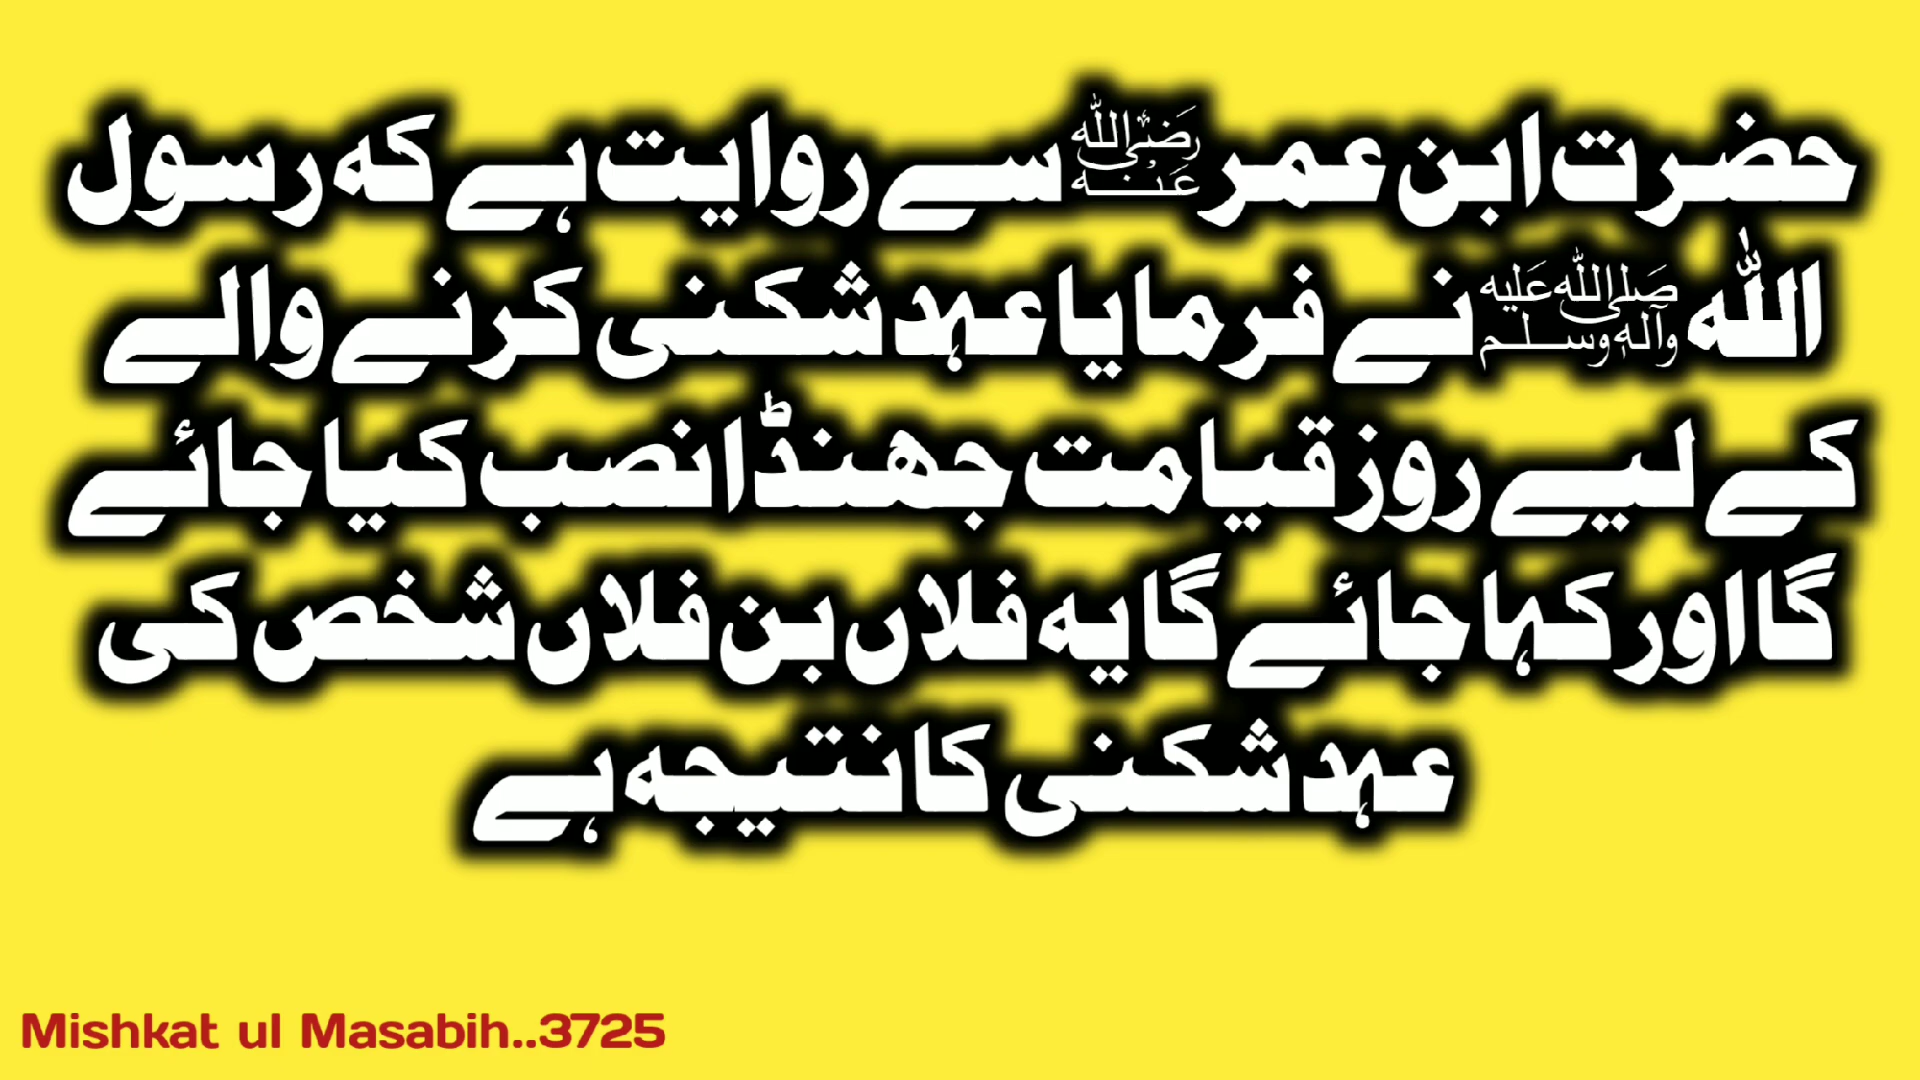 حضرت ابن عمر رضی اللہ عنہ سے روایت ہے کہ رسول
اللہ صلی اللہ علیہ وآلہ وسلم نے فرمایا عہد شکنی کرنے والے
کے لیے روز قیامت جھنڈا نصب کیا جائے
گا اور کہا جائے گا یہ فلاں بن فلاں شخص کی
عہد شکنی کا نتیجہ ہے
Mishkat ul Masabih..3725